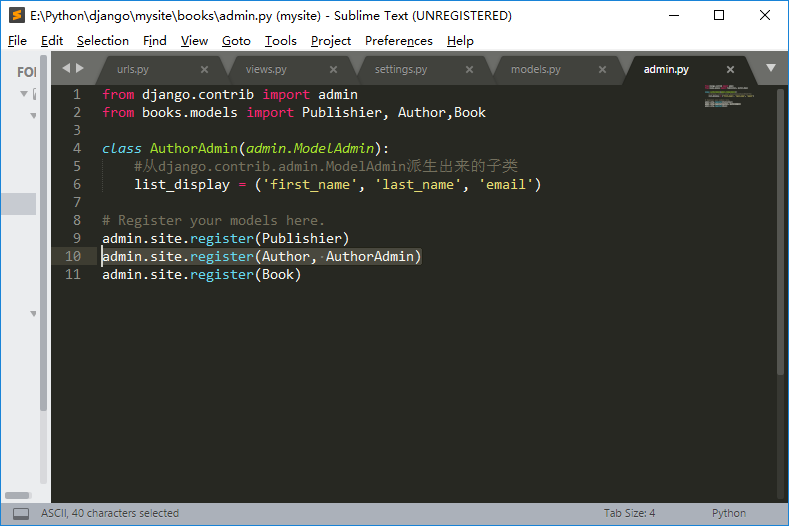 E:\Python\django\mysite\books\admin.py (mysite) - Sublime Text (UNREGISTERED)
File Edit Selection Find View Goto Tools Project Preferences Help
FOI
urls.py views.py settings.py models.py admin.py
1 from django.contrib import admin
2 from books.models import Publishier, Author,Book
3
4 class AuthorAdmin(admin.ModelAdmin):
5 #从django.contrib.admin.ModelAdmin派生出来的子类
6 list_display = ('first_name', 'last_name', 'email')
7
8 # Register your models here.
9 admin.site.register(Publishier)
10 admin.site.register(Author, AuthorAdmin)
11 admin.site.register(Book)
ASCII, 40 characters selected Tab Size: 4 Python